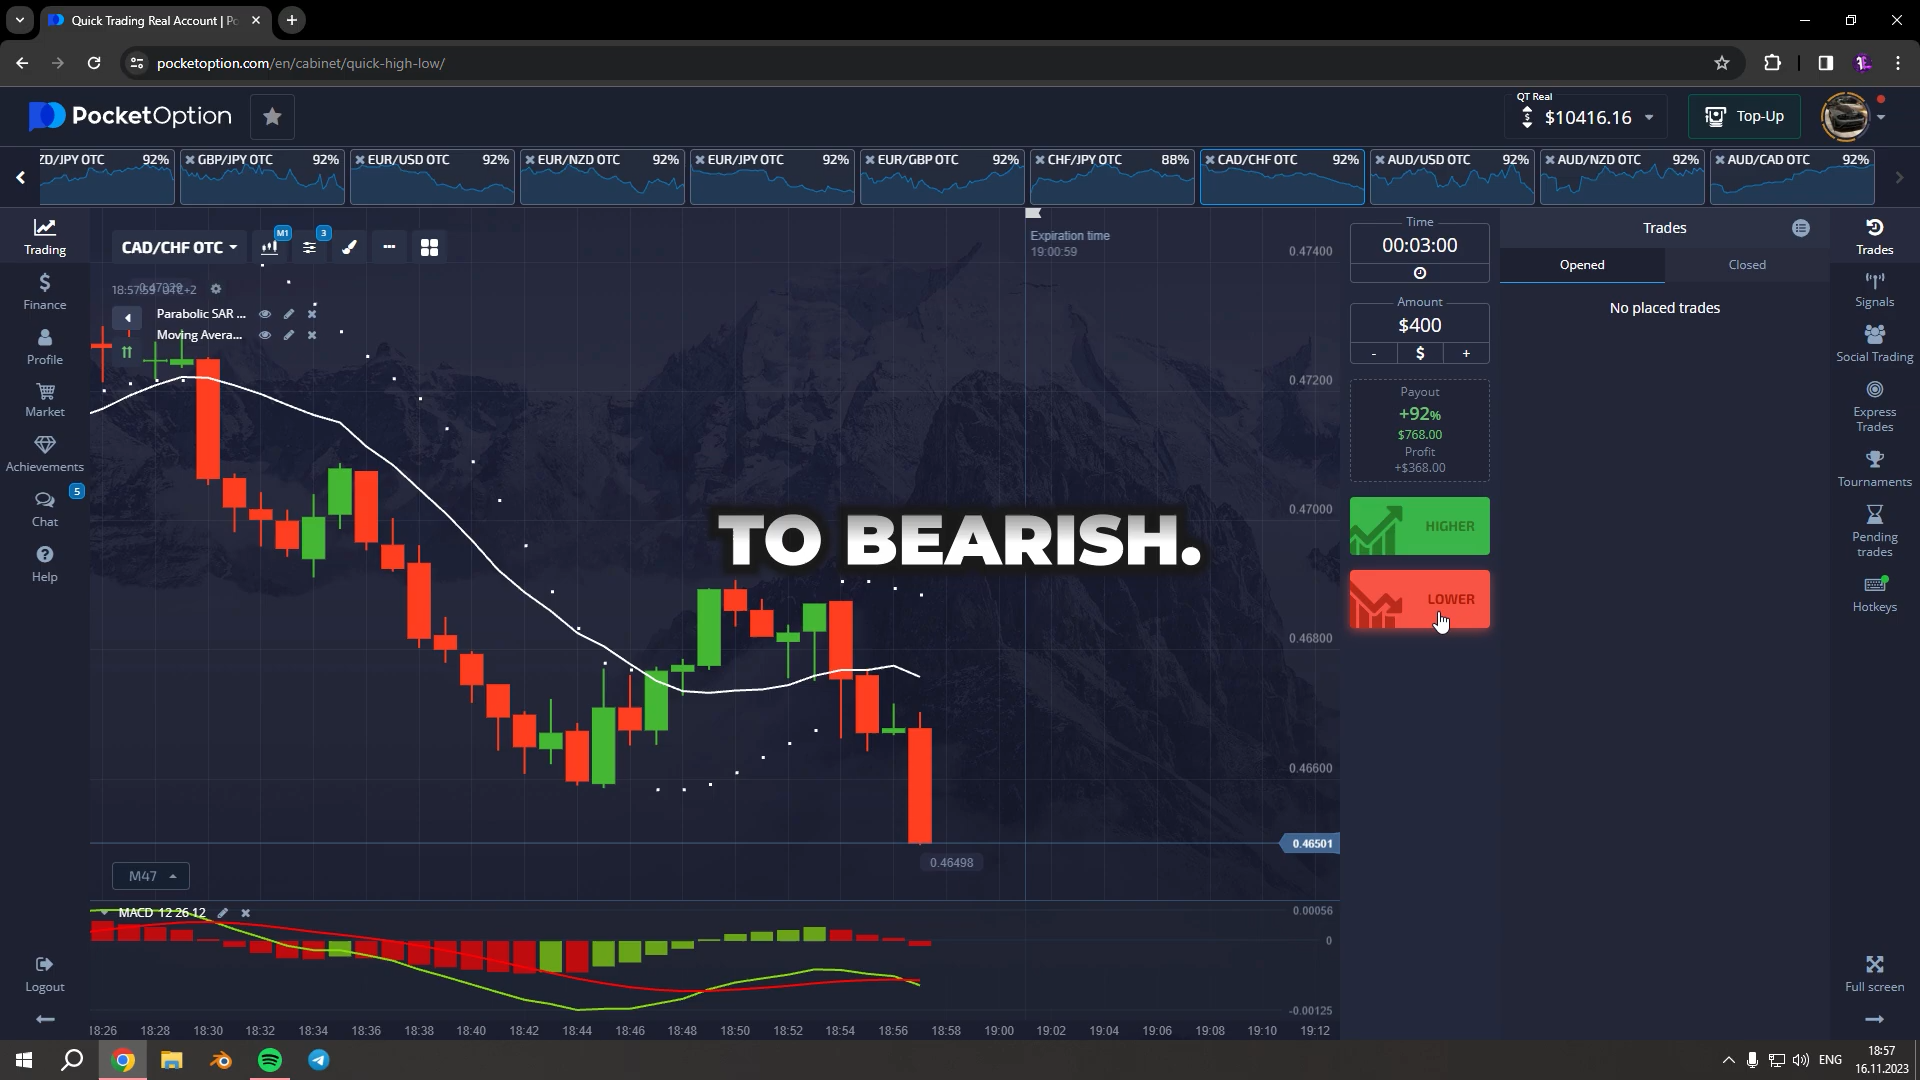 Quick Trading Real Account | Po
pocketoption.com/en/cabinet/quick-high-low/
PocketOption
QT Real
$10416.16
Top-Up
ZD/JPY OTC 92%
GBP/JPY OTC 92%
EUR/USD OTC 92%
EUR/NZD OTC 92%
EUR/JPY OTC 92%
EUR/GBP OTC 92%
CHF/JPY OTC 88%
CAD/CHF OTC 92%
AUD/USD OTC 92%
AUD/NZD OTC 92%
AUD/CAD OTC 92%
Trading
Finance
Profile
Market
Achievements
5
Chat
Help
Logout
CAD/CHF OTC
M1
3
18:57:59 UTC+2
Parabolic SAR ...
Moving Avera...
Expiration time
19:00:59
0.47400
0.47200
0.47000
0.46800
0.46600
0.46501
0.46498
TO BEARISH.
M47
MACD 12 26 12
0.00056
0
-0.00125
18:26 18:28 18:30 18:32 18:34 18:36 18:38 18:40 18:42 18:44 18:46 18:48 18:50 18:52 18:54 18:56 18:58 19:00 19:02 19:04 19:06 19:08 19:10 19:12
Time
00:03:00
Amount
$400
- $ +
Payout
+92%
$768.00
Profit
+$368.00
HIGHER
LOWER
Trades
Opened
Closed
No placed trades
Trades
Signals
Social Trading
Express
Trades
Tournaments
Pending
trades
Hotkeys
Full screen
ENG
18:57
16.11.2023